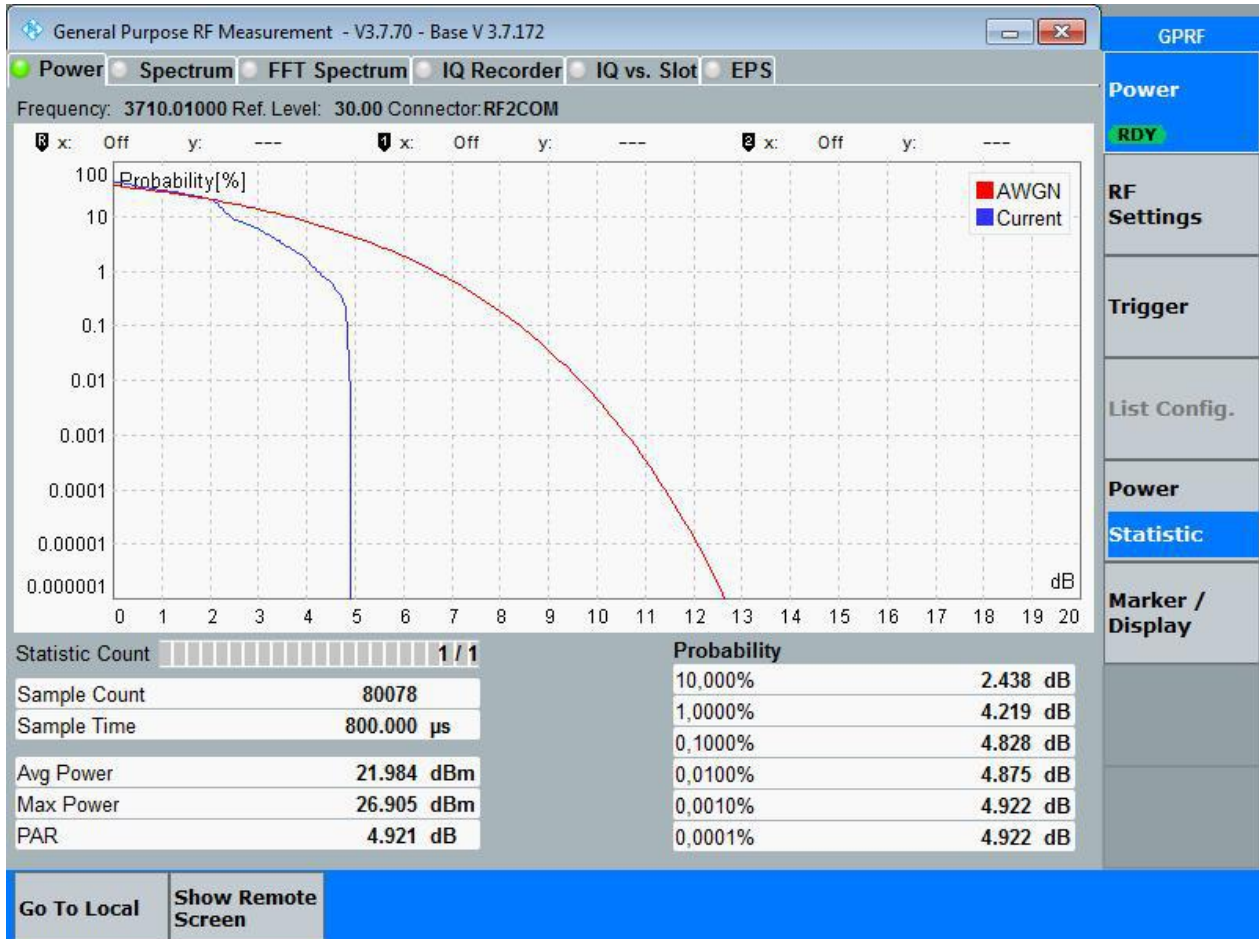 General Purpose RF Measurement - V3.7.70 - Base V 3.7.172
Power Spectrum FFT Spectrum IQ Recorder IQ vs. Slot EPS
Frequency: 3710.01000 Ref. Level: 30.00 Connector:RF2COM
R x: Off y: --- 1 x: Off y: --- 2 x: Off y: ---
Probability[%]
AWGN
Current
100
10
1
0.1
0.01
0.001
0.0001
0.00001
0.000001
dB
0 1 2 3 4 5 6 7 8 9 10 11 12 13 14 15 16 17 18 19 20
Statistic Count 1 / 1
Sample Count 80078
Sample Time 800.000 µs
Avg Power 21.984 dBm
Max Power 26.905 dBm
PAR 4.921 dB
Probability
10,000% 2.438 dB
1,0000% 4.219 dB
0,1000% 4.828 dB
0,0100% 4.875 dB
0,0010% 4.922 dB
0,0001% 4.922 dB
GPRF
Power
RDY
RF
Settings
Trigger
List Config.
Power
Statistic
Marker /
Display
Go To Local
Show Remote
Screen